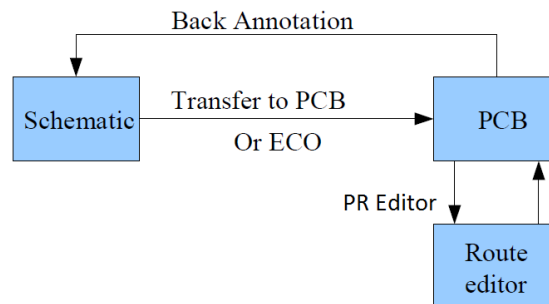 Back Annotation
Schematic
Transfer to PCB
Or ECO
PCB
PR Editor
Route
editor